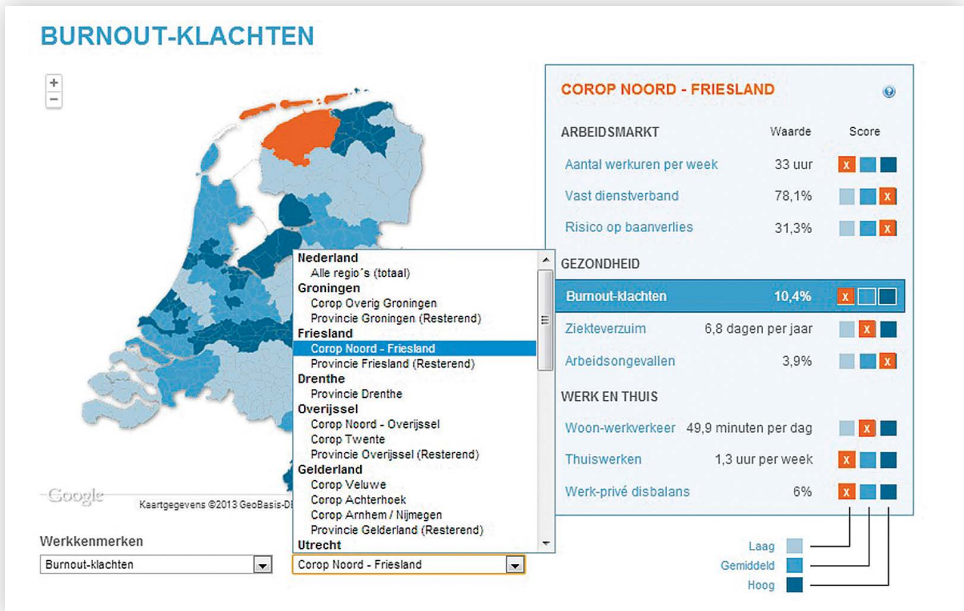 BURNOUT-KLACHTEN
+
−
COROP NOORD - FRIESLAND
?
ARBEIDSMARKT Waarde Score
Aantal werkuren per week 33 uur X
Vast dienstverband 78,1% X
Risico op baanverlies 31,3% X
GEZONDHEID
Burnout-klachten 10,4% X
Ziekteverzuim 6,8 dagen per jaar X
Arbeidsongevallen 3,9% X
WERK EN THUIS
Woon-werkverkeer 49,9 minuten per dag X
Thuiswerken 1,3 uur per week X
Werk-privé disbalans 6% X
Laag
Gemiddeld
Hoog
Nederland
Alle regio´s (totaal)
Groningen
Corop Overig Groningen
Provincie Groningen (Resterend)
Friesland
Corop Noord - Friesland
Provincie Friesland (Resterend)
Drenthe
Provincie Drenthe
Overijssel
Corop Noord - Overijssel
Corop Twente
Provincie Overijssel (Resterend)
Gelderland
Corop Veluwe
Corop Achterhoek
Corop Arnhem / Nijmegen
Provincie Gelderland (Resterend)
Utrecht
Google
Kaartgegevens ©2013 GeoBasis-DE
Werkkenmerken
Burnout-klachten
Corop Noord - Friesland